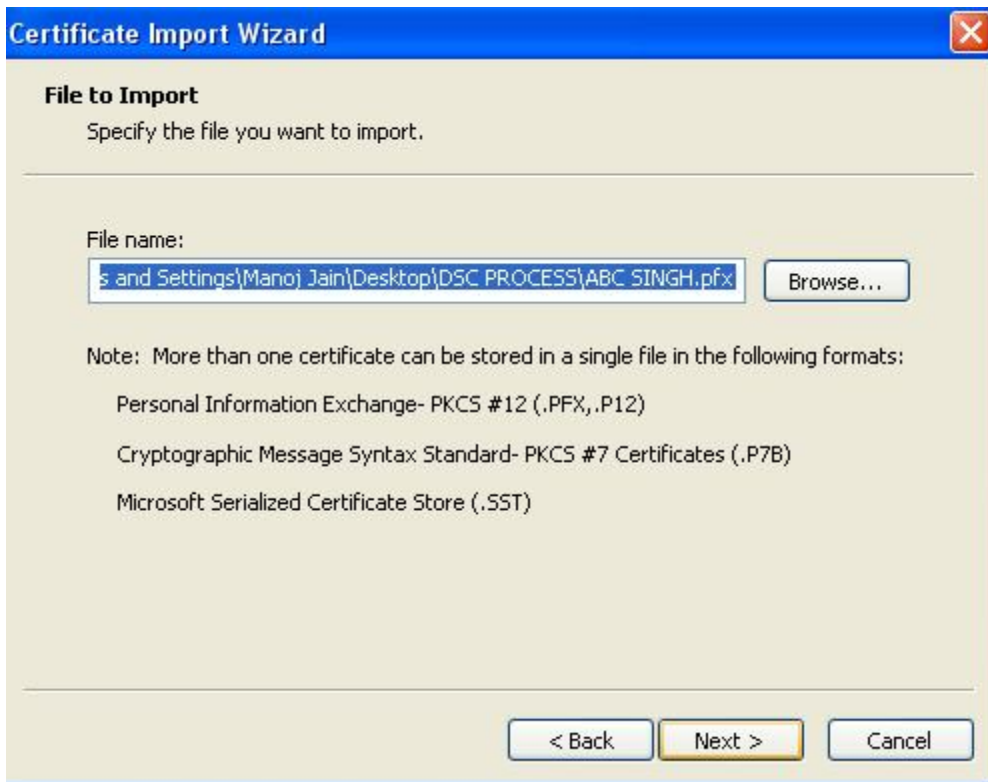 Certificate Import Wizard
File to Import
Specify the file you want to import.
File name:
s and Settings\Manoj Jain\Desktop\DSC PROCESS\ABC SINGH.pfx
Browse...
Note: More than one certificate can be stored in a single file in the following formats:
Personal Information Exchange- PKCS #12 (.PFX,.P12)
Cryptographic Message Syntax Standard- PKCS #7 Certificates (.P7B)
Microsoft Serialized Certificate Store (.SST)
< Back
Next >
Cancel